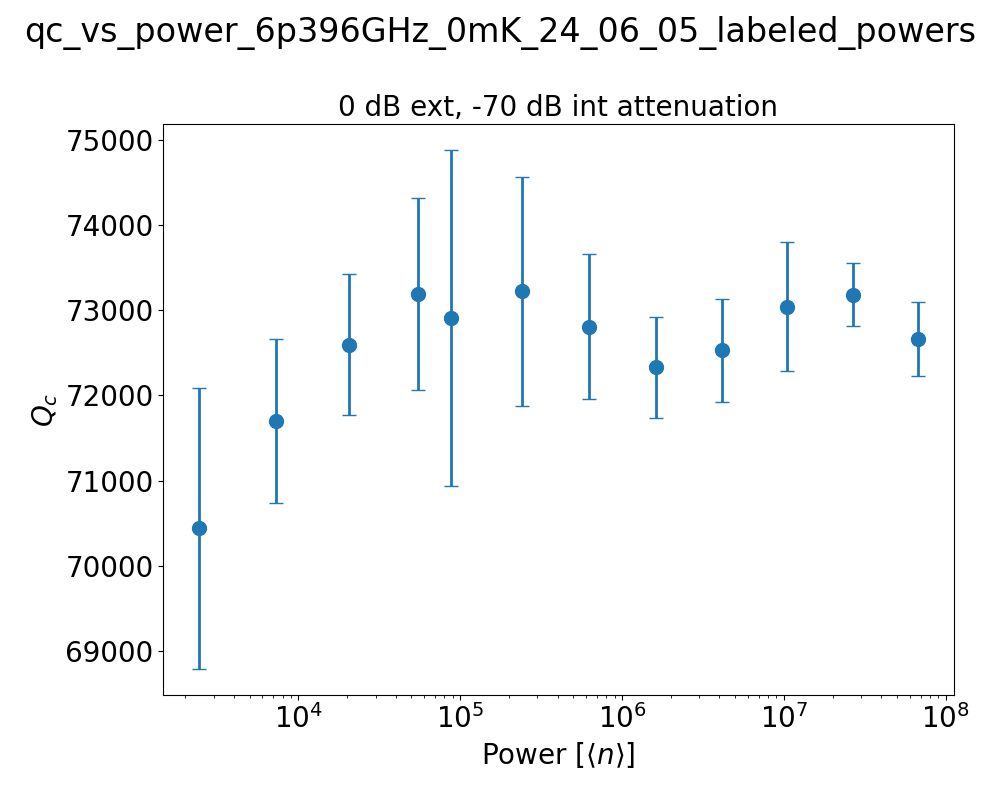 qc_vs_power_6p396GHz_0mK_24_06_05_labeled_powers
0 dB ext, -70 dB int attenuation
75000
74000
73000
72000
71000
70000
69000
Q_c
10^4 10^5 10^6 10^7 10^8
Power [⟨n⟩]